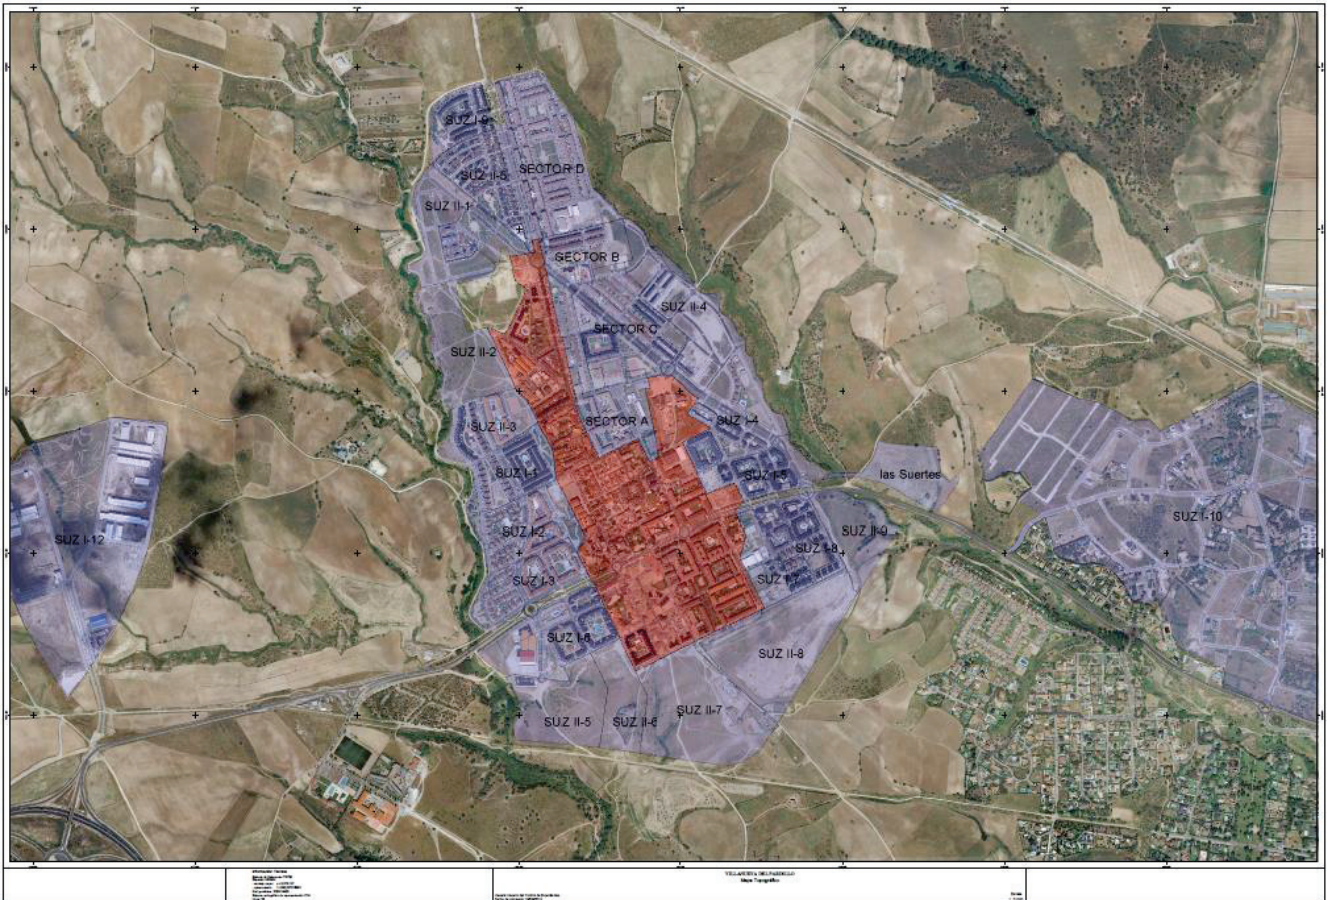 SUZ I-9
SECTOR D
SUZ II-5
SUZ II-1
SECTOR B
SUZ II-4
SECTOR C
SUZ II-2
SECTOR A
SUZ I-4
SUZ II-3
SUZ I-1
SUZ I-5
las Suertes
SUZ I-10
SUZ I-2
SUZ II-9
SUZ I-12
SUZ I-8
SUZ I-3
SUZ I-7
SUZ I-6
SUZ II-8
SUZ II-5
SUZ II-6
SUZ II-7
VILLANUEVA DEL PARDILLO
Mapa Topográfico